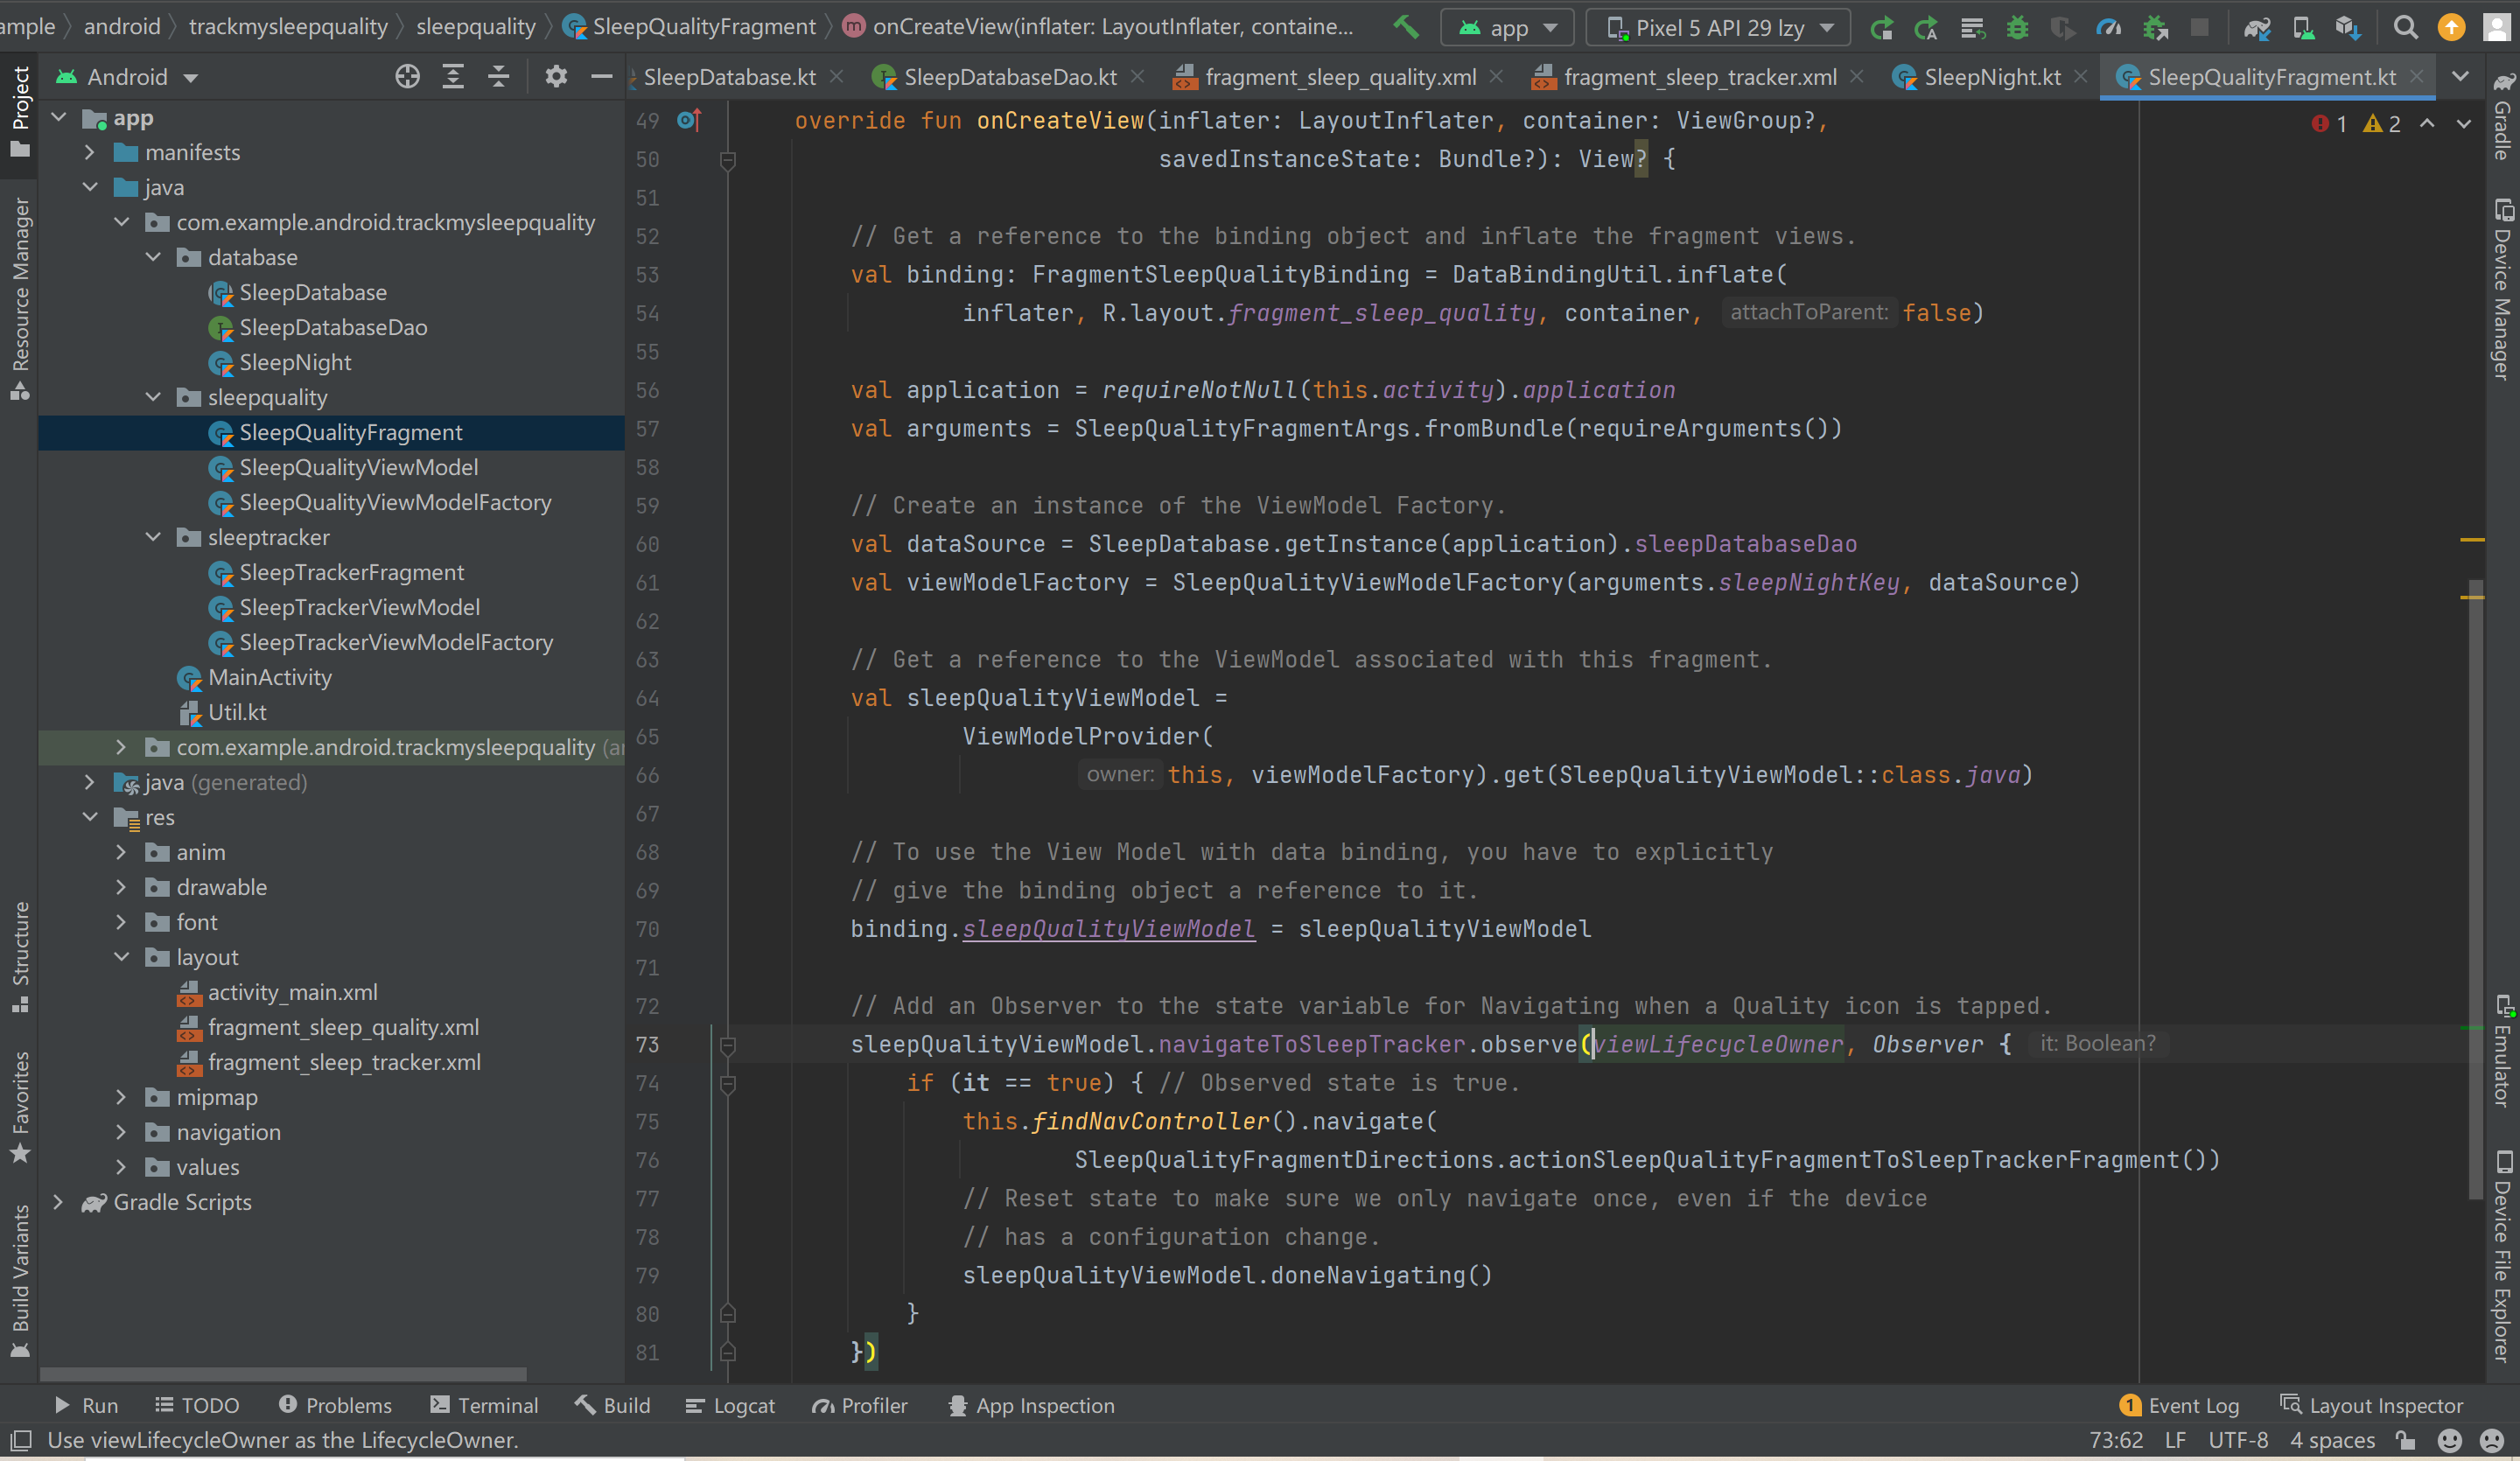 ample
android
trackmysleepquality
sleepquality
SleepQualityFragment
onCreateView(inflater: LayoutInflater, containe...
app
Pixel 5 API 29 lzy
Project
Resource Manager
Structure
Favorites
Build Variants
Android
SleepDatabase.kt
SleepDatabaseDao.kt
fragment_sleep_quality.xml
fragment_sleep_tracker.xml
SleepNight.kt
SleepQualityFragment.kt
app
manifests
java
com.example.android.trackmysleepquality
database
SleepDatabase
SleepDatabaseDao
SleepNight
sleepquality
SleepQualityFragment
SleepQualityViewModel
SleepQualityViewModelFactory
sleeptracker
SleepTrackerFragment
SleepTrackerViewModel
SleepTrackerViewModelFactory
MainActivity
Util.kt
com.example.android.trackmysleepquality (ar
java (generated)
res
anim
drawable
font
layout
activity_main.xml
fragment_sleep_quality.xml
fragment_sleep_tracker.xml
mipmap
navigation
values
Gradle Scripts
1 2
49 override fun onCreateView(inflater: LayoutInflater, container: ViewGroup?,
50 savedInstanceState: Bundle?): View? {
51
52 // Get a reference to the binding object and inflate the fragment views.
53 val binding: FragmentSleepQualityBinding = DataBindingUtil.inflate(
54 inflater, R.layout.fragment_sleep_quality, container, attachToParent: false)
55
56 val application = requireNotNull(this.activity).application
57 val arguments = SleepQualityFragmentArgs.fromBundle(requireArguments())
58
59 // Create an instance of the ViewModel Factory.
60 val dataSource = SleepDatabase.getInstance(application).sleepDatabaseDao
61 val viewModelFactory = SleepQualityViewModelFactory(arguments.sleepNightKey, dataSource)
62
63 // Get a reference to the ViewModel associated with this fragment.
64 val sleepQualityViewModel =
65 ViewModelProvider(
66 owner: this, viewModelFactory).get(SleepQualityViewModel::class.java)
67
68 // To use the View Model with data binding, you have to explicitly
69 // give the binding object a reference to it.
70 binding.sleepQualityViewModel = sleepQualityViewModel
71
72 // Add an Observer to the state variable for Navigating when a Quality icon is tapped.
73 sleepQualityViewModel.navigateToSleepTracker.observe(viewLifecycleOwner, Observer { it: Boolean?
74 if (it == true) { // Observed state is true.
75 this.findNavController().navigate(
76 SleepQualityFragmentDirections.actionSleepQualityFragmentToSleepTrackerFragment())
77 // Reset state to make sure we only navigate once, even if the device
78 // has a configuration change.
79 sleepQualityViewModel.doneNavigating()
80 }
81 })
Gradle
Device Manager
Emulator
Device File Explorer
Run
TODO
Problems
Terminal
Build
Logcat
Profiler
App Inspection
1 Event Log
Layout Inspector
Use viewLifecycleOwner as the LifecycleOwner.
73:62 LF UTF-8 4 spaces